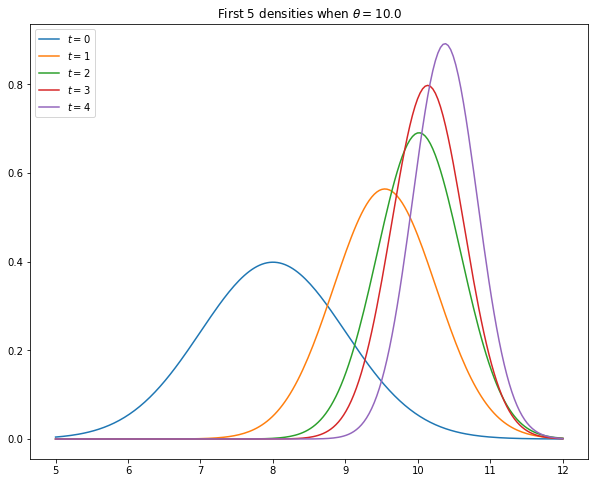 First 5 densities when θ = 10.0
t = 0
t = 1
t = 2
t = 3
t = 4
0.8
0.6
0.4
0.2
0.0
5 6 7 8 9 10 11 12